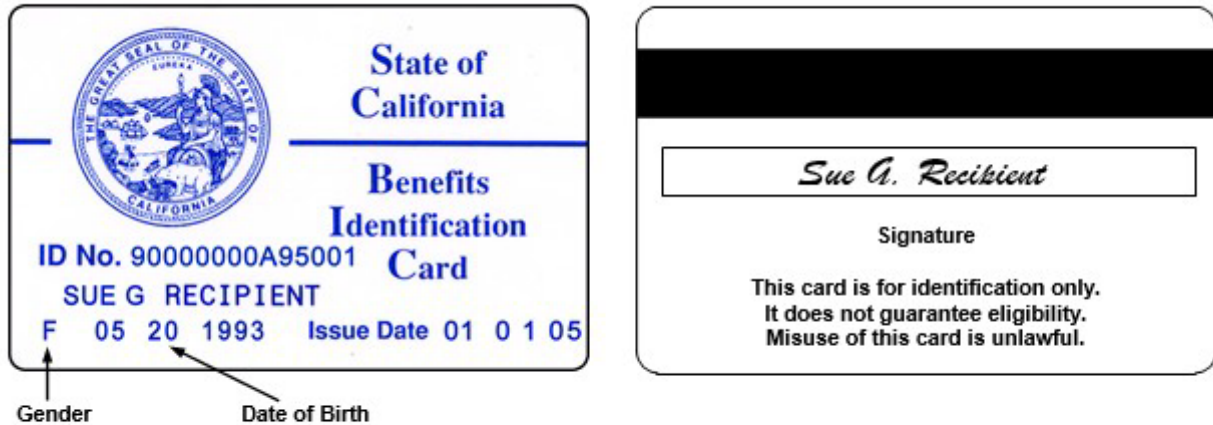 THE GREAT SEAL OF THE STATE OF
EUREKA
CALIFORNIA
State of
California
Benefits
Identification
Card
ID No. 90000000A95001
SUE G RECIPIENT
F 05 20 1993 Issue Date 01 0 1 05
Gender
Date of Birth
Sue G. Recipient
Signature
This card is for identification only.
It does not guarantee eligibility.
Misuse of this card is unlawful.